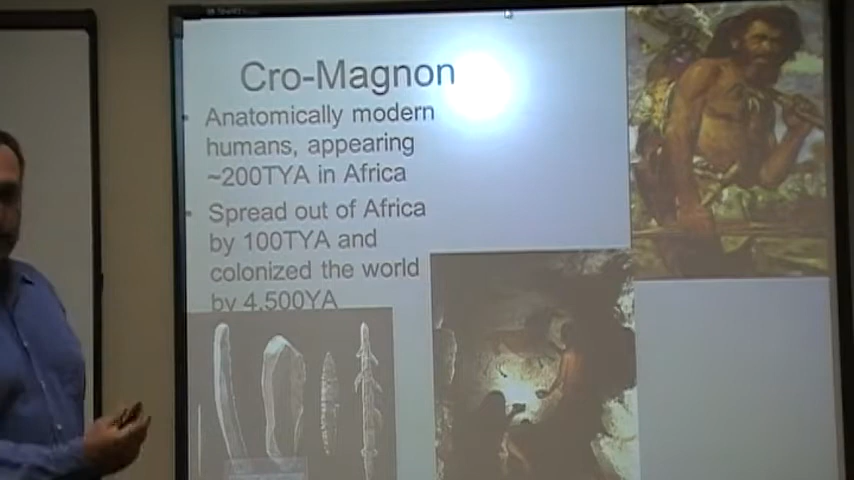 Cro-Magnon
Anatomically modern
humans, appearing
~200TYA in Africa
Spread out of Africa
by 100TYA and
colonized the world
by 4,500YA